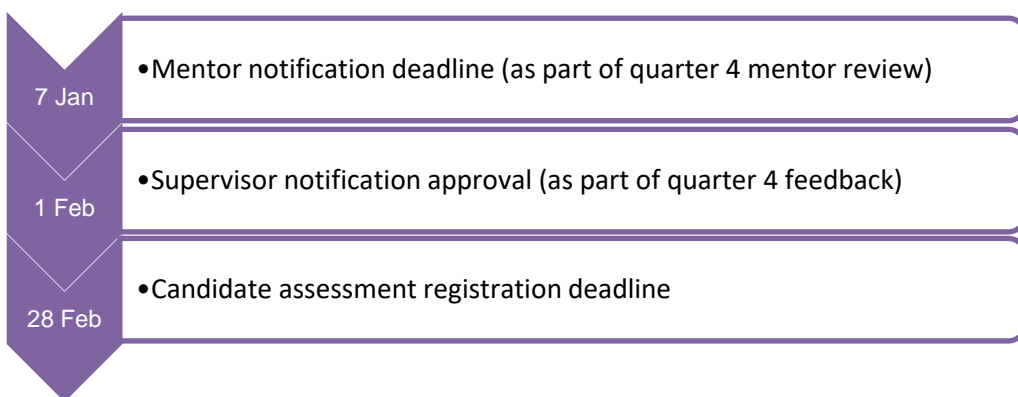 7 Jan
•Mentor notification deadline (as part of quarter 4 mentor review)
1 Feb
•Supervisor notification approval (as part of quarter 4 feedback)
28 Feb
•Candidate assessment registration deadline